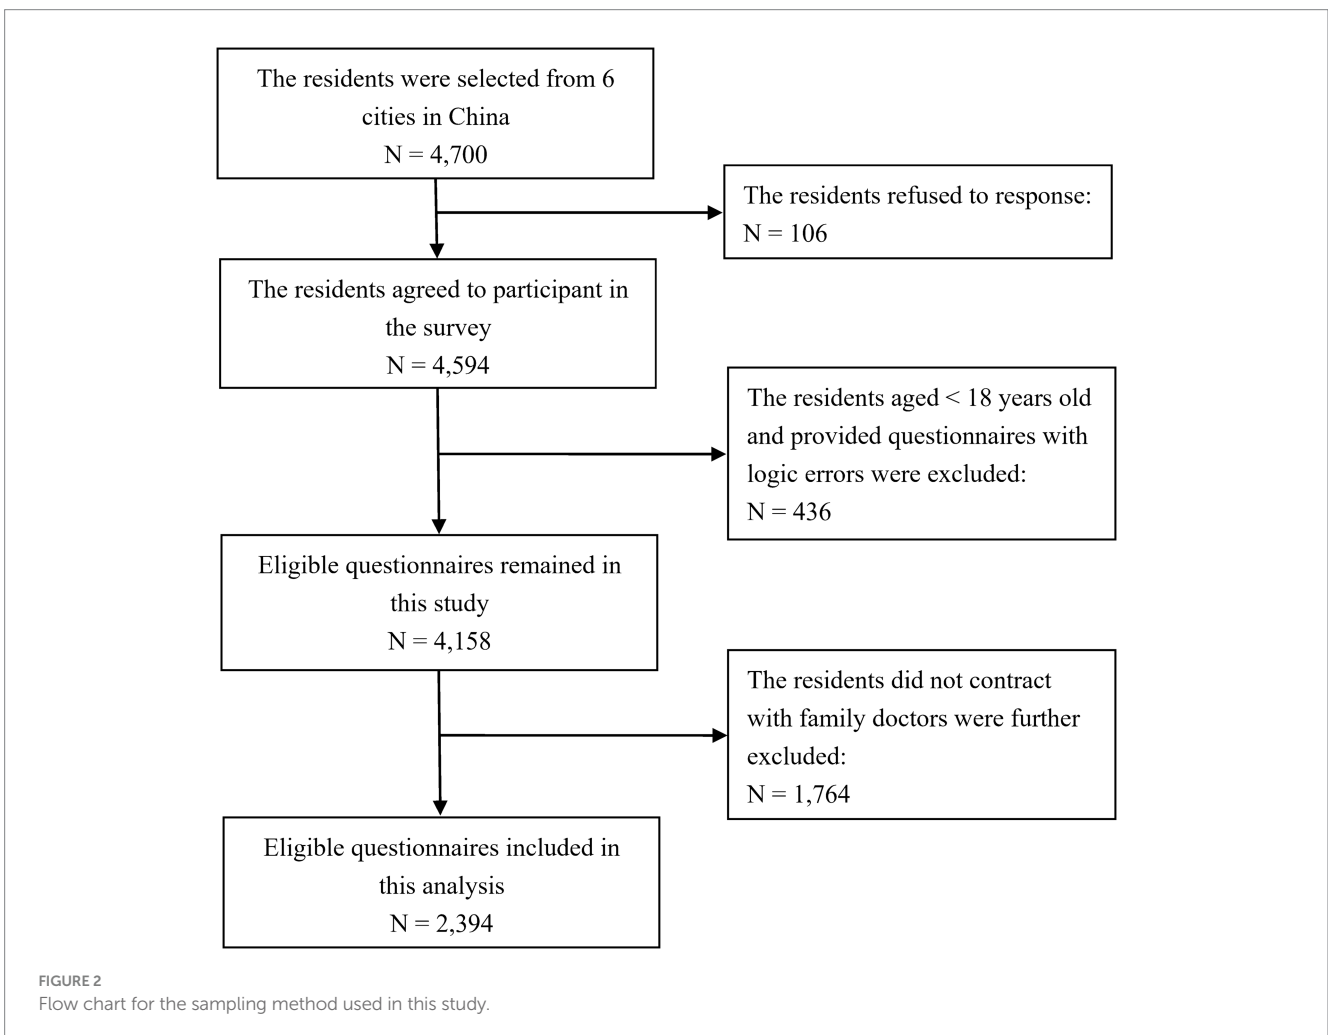 The residents were selected from 6
cities in China
N = 4,700
The residents refused to response:
N = 106
The residents agreed to participant in
the survey
N = 4,594
The residents aged < 18 years old
and provided questionnaires with
logic errors were excluded:
N = 436
Eligible questionnaires remained in
this study
N = 4,158
The residents did not contract
with family doctors were further
excluded:
N = 1,764
Eligible questionnaires included in
this analysis
N = 2,394
FIGURE 2
Flow chart for the sampling method used in this study.